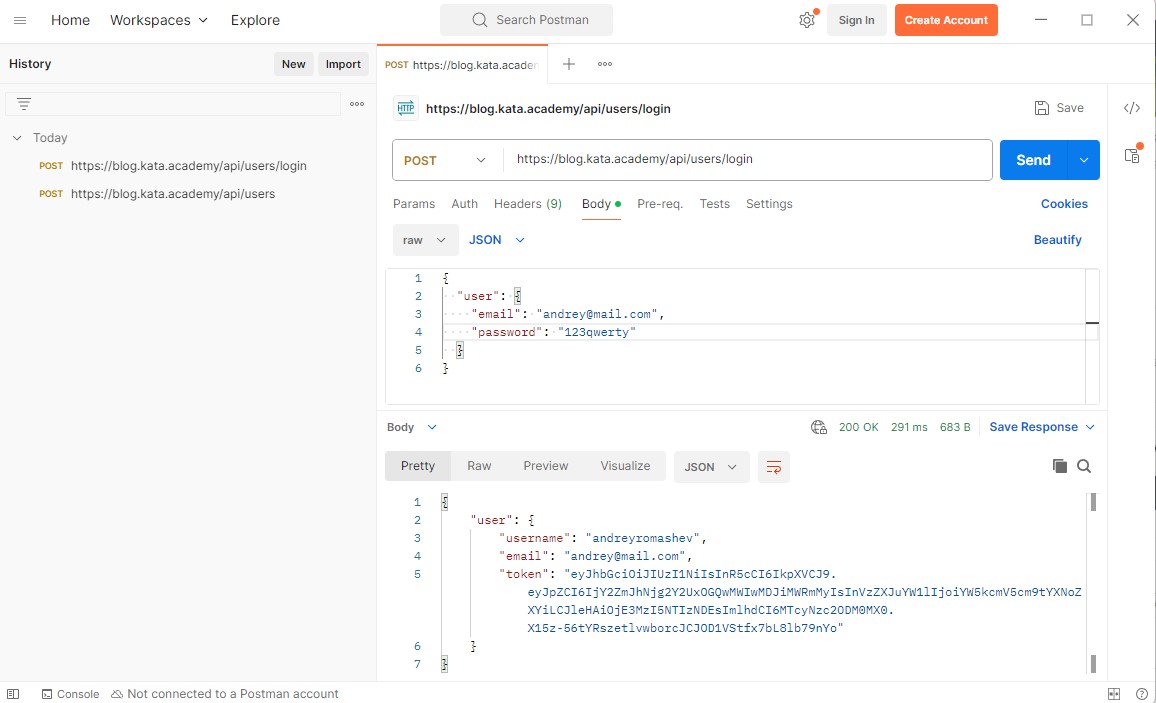 Home Workspaces Explore Search Postman Sign In Create Account
History New Import POST https://blog.kata.academ
Today
POST https://blog.kata.academy/api/users/login
POST https://blog.kata.academy/api/users
HTTP https://blog.kata.academy/api/users/login Save
POST https://blog.kata.academy/api/users/login Send
Params Auth Headers (9) Body Pre-req. Tests Settings Cookies
raw JSON Beautify
1 {
2 "user": {
3 "email": "andrey@mail.com",
4 "password": "123qwerty"
5 }
6 }
Body 200 OK 291 ms 683 B Save Response
Pretty Raw Preview Visualize JSON
1 {
2 "user": {
3 "username": "andreyromashev",
4 "email": "andrey@mail.com",
5 "token": "eyJhbGciOiJIUzI1NiIsInR5cCI6IkpXVCJ9.
eyJpZCI6IjY2ZmJhNjg2Y2UxOGQwMWIwMDJiMWRmMyIsInVzZXJuYW1lIjoiYW5kcmV5cm9tYXNoZ
XYiLCJleHAiOjE3MzI5NTIzNDEsImlhdCI6MTcyNzc2ODM0MX0.
X15z-56tYRszetlvwborcJCJOD1VStfx7bL8lb79nYo"
6 }
7 }
Console Not connected to a Postman account